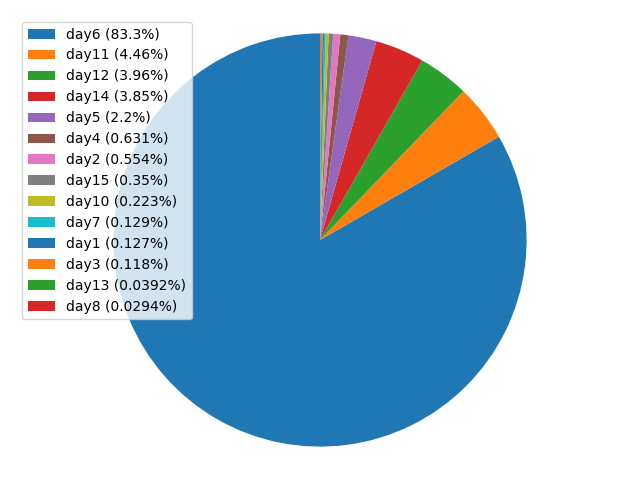 day6 (83.3%)
day11 (4.46%)
day12 (3.96%)
day14 (3.85%)
day5 (2.2%)
day4 (0.631%)
day2 (0.554%)
day15 (0.35%)
day10 (0.223%)
day7 (0.129%)
day1 (0.127%)
day3 (0.118%)
day13 (0.0392%)
day8 (0.0294%)